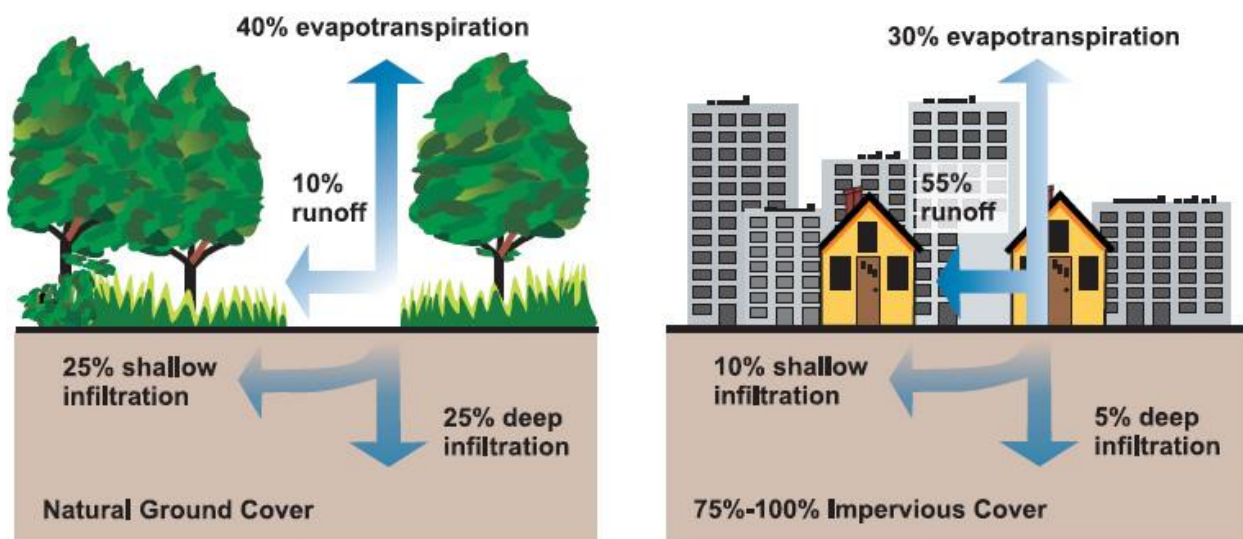 40% evapotranspiration
10%
runoff
25% shallow
infiltration
25% deep
infiltration
Natural Ground Cover
30% evapotranspiration
55%
runoff
10% shallow
infiltration
5% deep
infiltration
75%-100% Impervious Cover